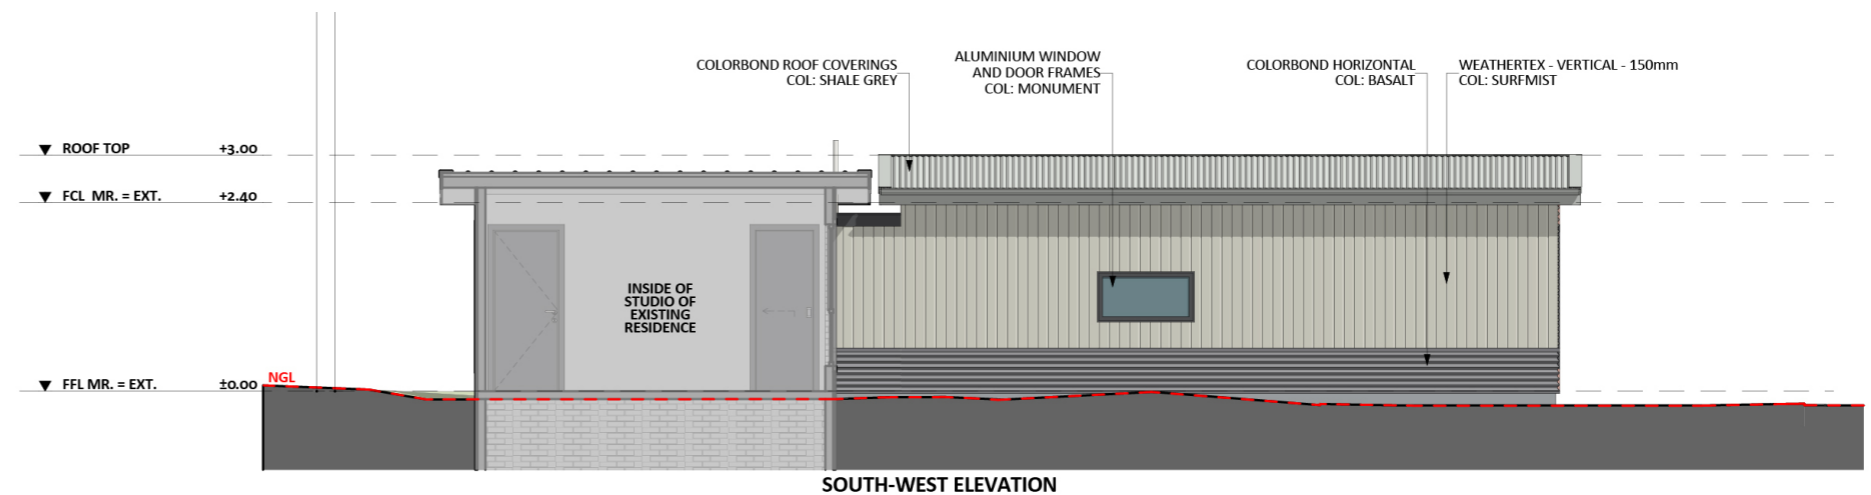 COLORBOND ROOF COVERINGS
COL: SHALE GREY
ALUMINIUM WINDOW
AND DOOR FRAMES
COL: MONUMENT
COLORBOND HORIZONTAL
COL: BASALT
WEATHERTEX - VERTICAL - 150mm
COL: SURFMIST
ROOF TOP +3.00
FCL MR. = EXT. +2.40
INSIDE OF
STUDIO OF
EXISTING
RESIDENCE
FFL MR. = EXT. ±0.00
NGL
SOUTH-WEST ELEVATION